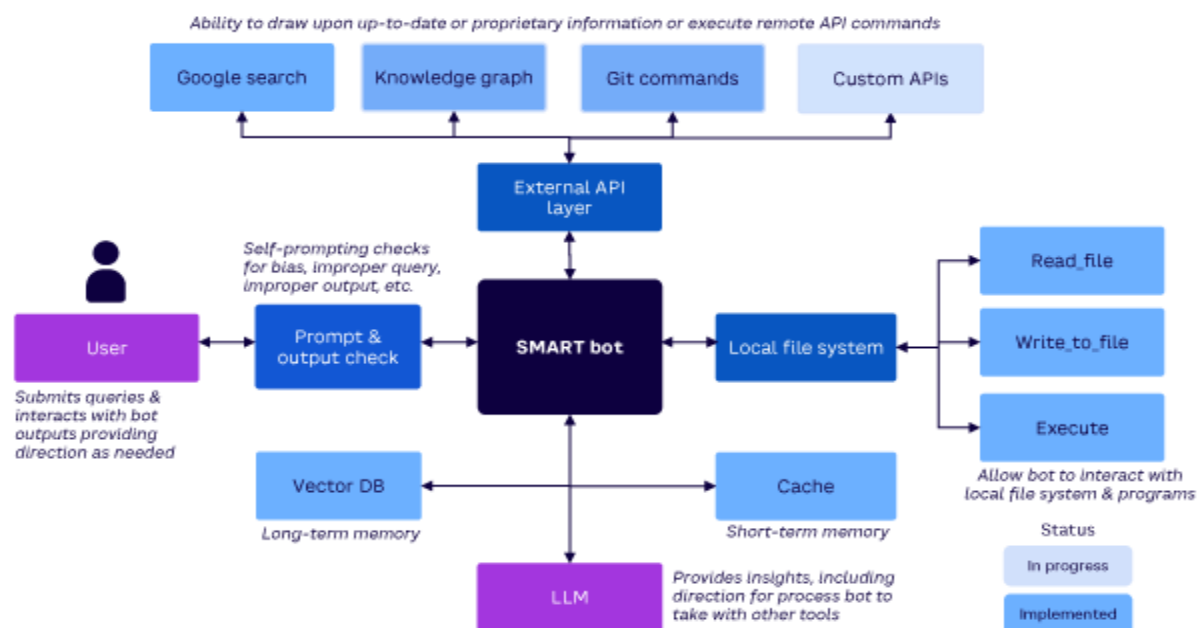 Ability to draw upon up-to-date or proprietary information or execute remote API commands
Google search
Knowledge graph
Git commands
Custom APIs
External API
layer
Self-prompting checks
for bias, improper query,
improper output, etc.
User
Prompt &
output check
SMART bot
Local file system
Read_file
Write_to_file
Execute
Submits queries &
interacts with bot
outputs providing
direction as needed
Vector DB
Long-term memory
Cache
Short-term memory
Allow bot to interact with
local file system & programs
LLM
Provides insights, including
direction for process bot to
take with other tools
Status
In progress
Implemented